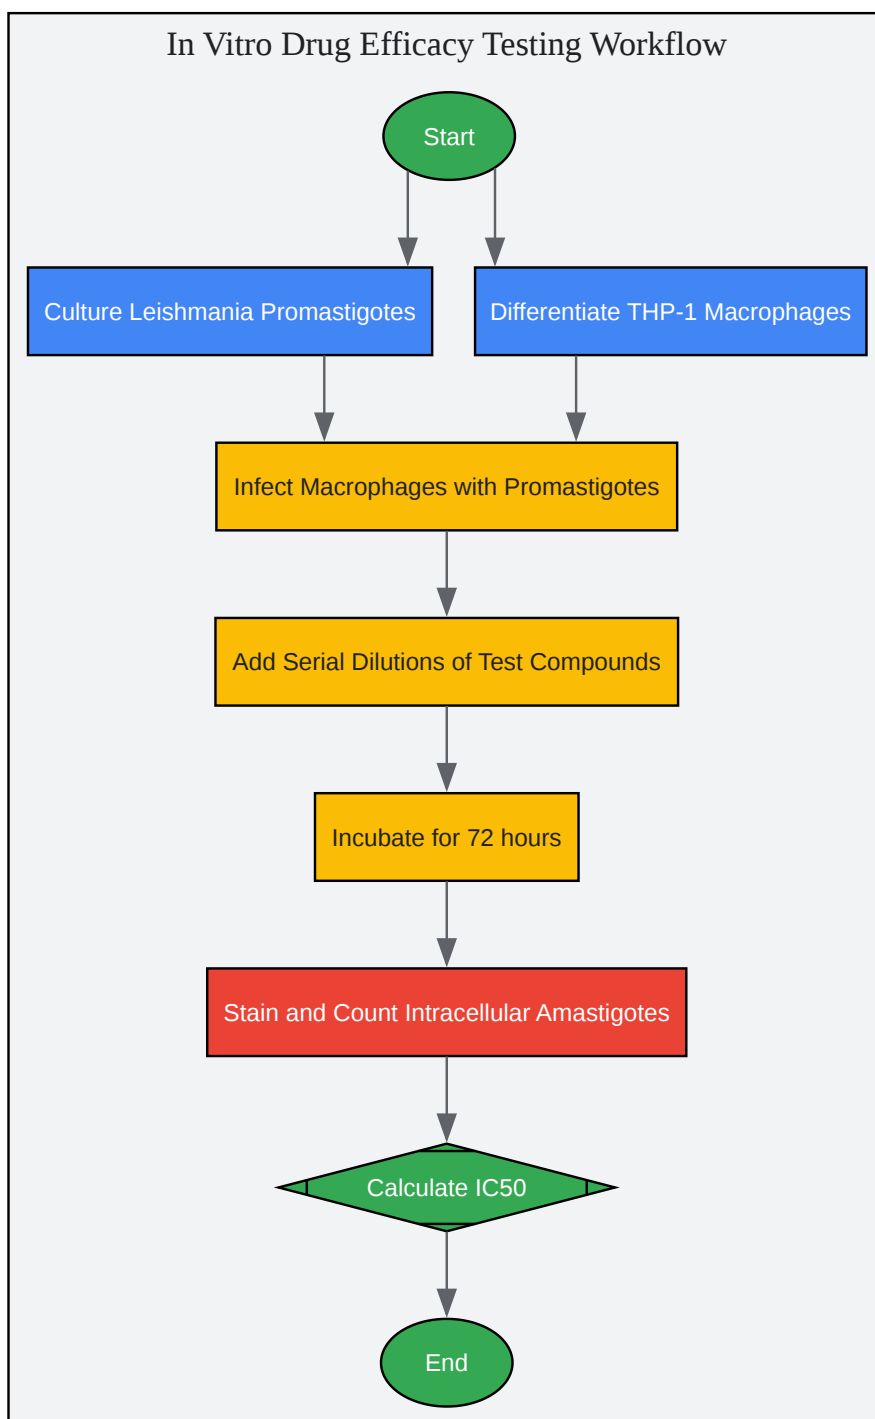 In Vitro Drug Efficacy Testing Workflow
Start
Culture Leishmania Promastigotes
Differentiate THP-1 Macrophages
Infect Macrophages with Promastigotes
Add Serial Dilutions of Test Compounds
Incubate for 72 hours
Stain and Count Intracellular Amastigotes
Calculate IC50
End